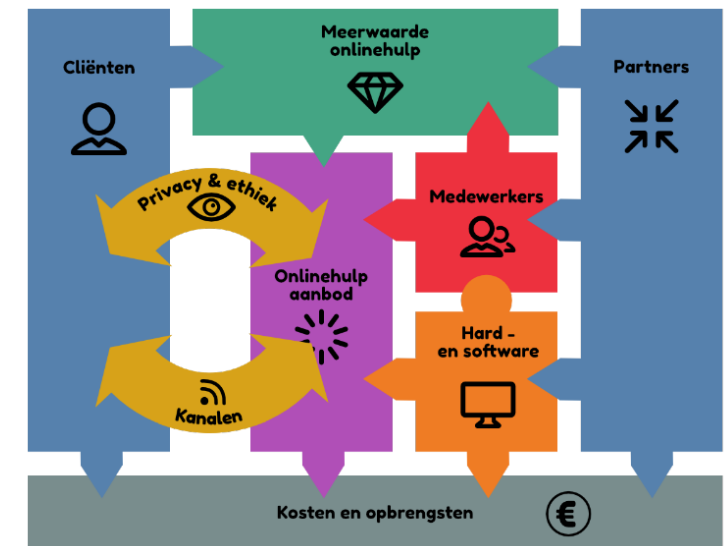 Meerwaarde
onlinehulp
Cliënten
Partners
Privacy & ethiek
Medewerkers
Onlinehulp
aanbod
Hard -
en software
Kanalen
Kosten en opbrengsten
€